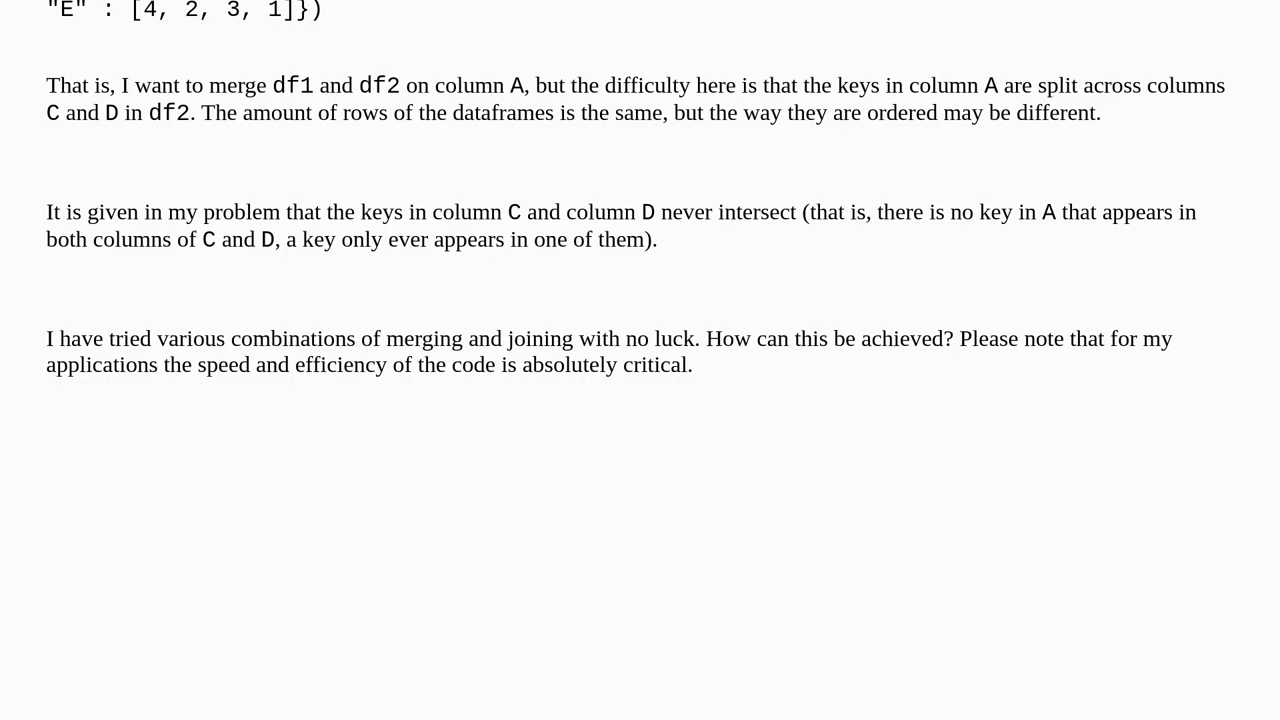 "E" : [4, 2, 3, 1]})
That is, I want to merge df1 and df2 on column A, but the difficulty here is that the keys in column A are split across columns
C and D in df2. The amount of rows of the dataframes is the same, but the way they are ordered may be different.
It is given in my problem that the keys in column C and column D never intersect (that is, there is no key in A that appears in
both columns of C and D, a key only ever appears in one of them).
I have tried various combinations of merging and joining with no luck. How can this be achieved? Please note that for my
applications the speed and efficiency of the code is absolutely critical.